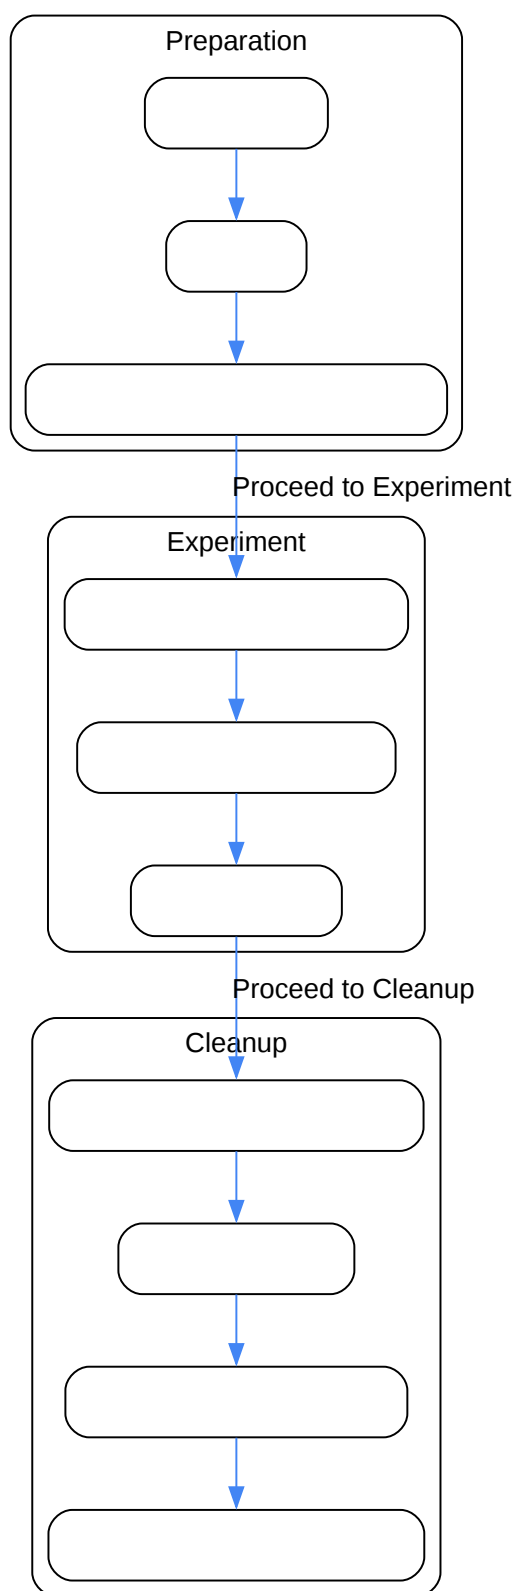 Preparation
Proceed to Experiment
Experiment
Proceed to Cleanup
Cleanup